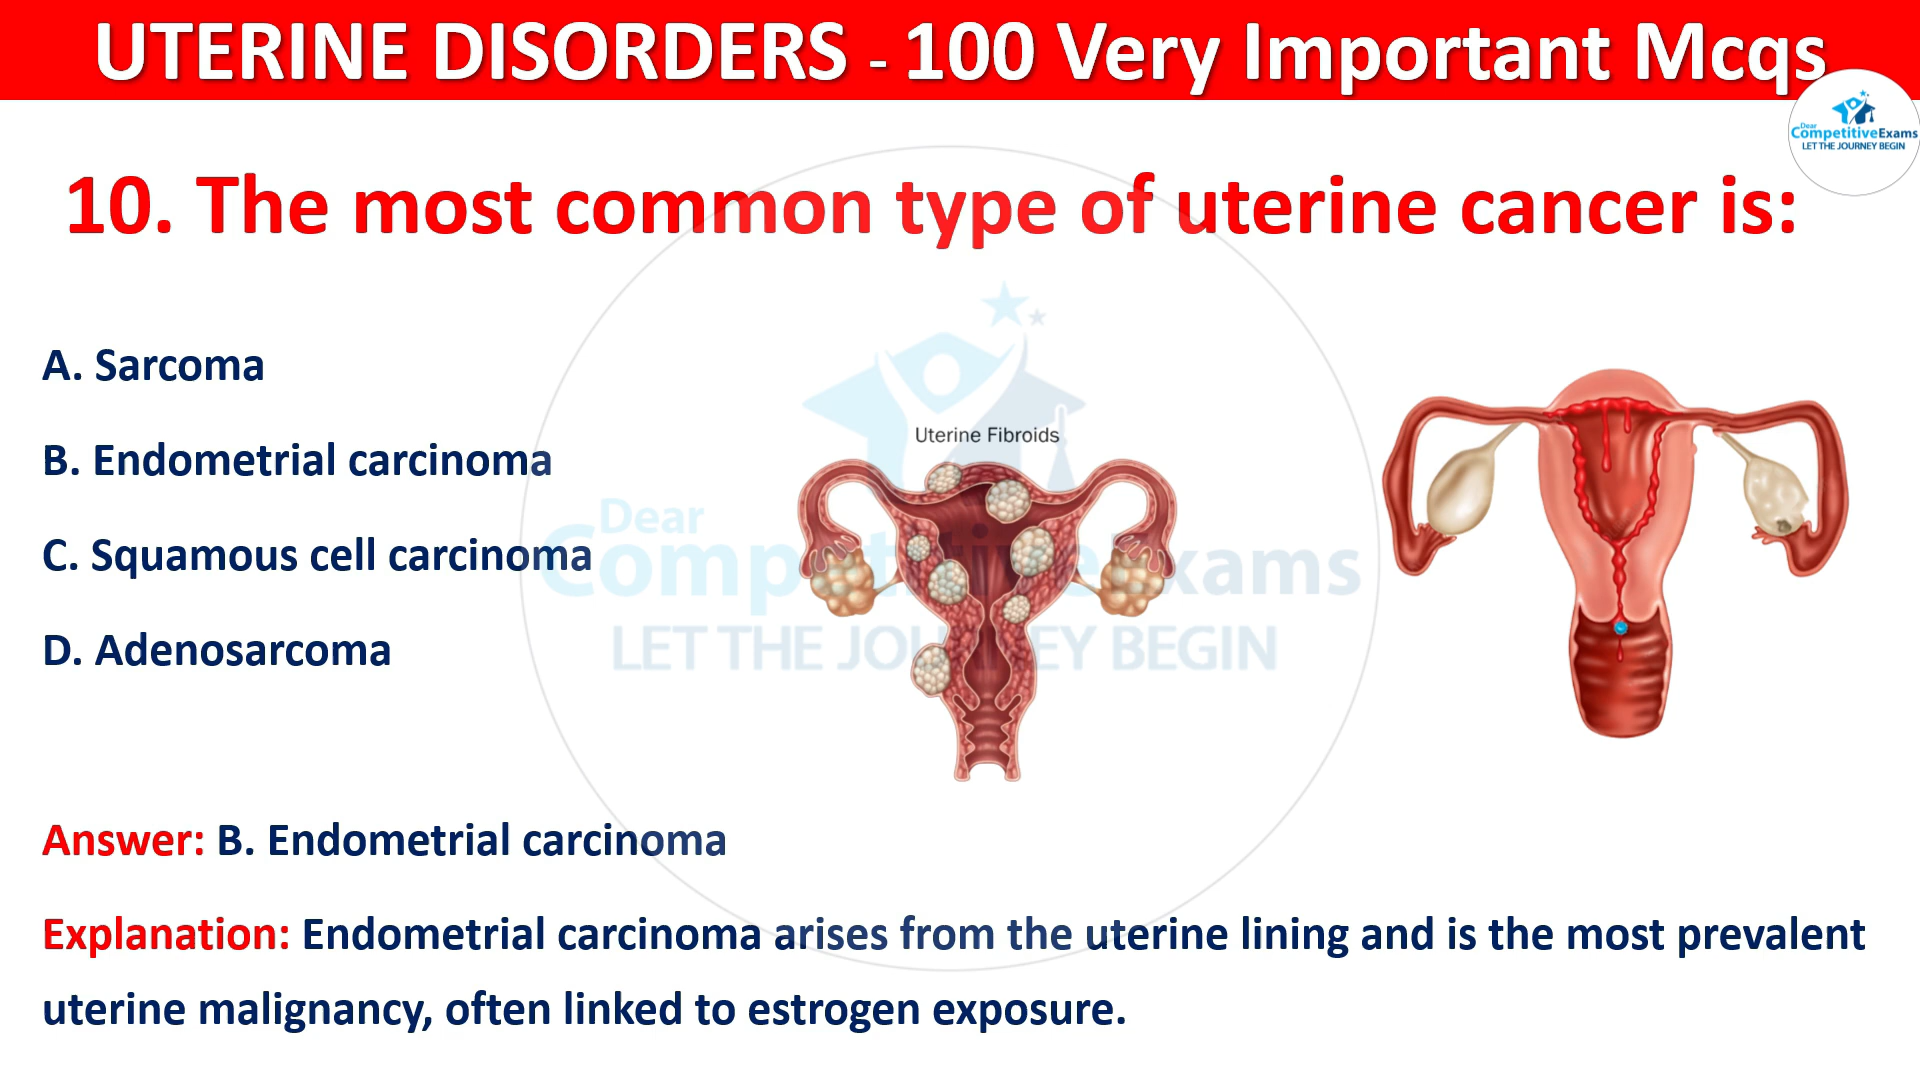 UTERINE DISORDERS - 100 Very Important Mcqs
Dear
CompetitiveExams
LET THE JOURNEY BEGIN
10. The most common type of uterine cancer is:
A. Sarcoma
B. Endometrial carcinoma
C. Squamous cell carcinoma
D. Adenosarcoma
Uterine Fibroids
Dear
CompetitiveExams
LET THE JOURNEY BEGIN
Answer: B. Endometrial carcinoma
Explanation: Endometrial carcinoma arises from the uterine lining and is the most prevalent
uterine malignancy, often linked to estrogen exposure.